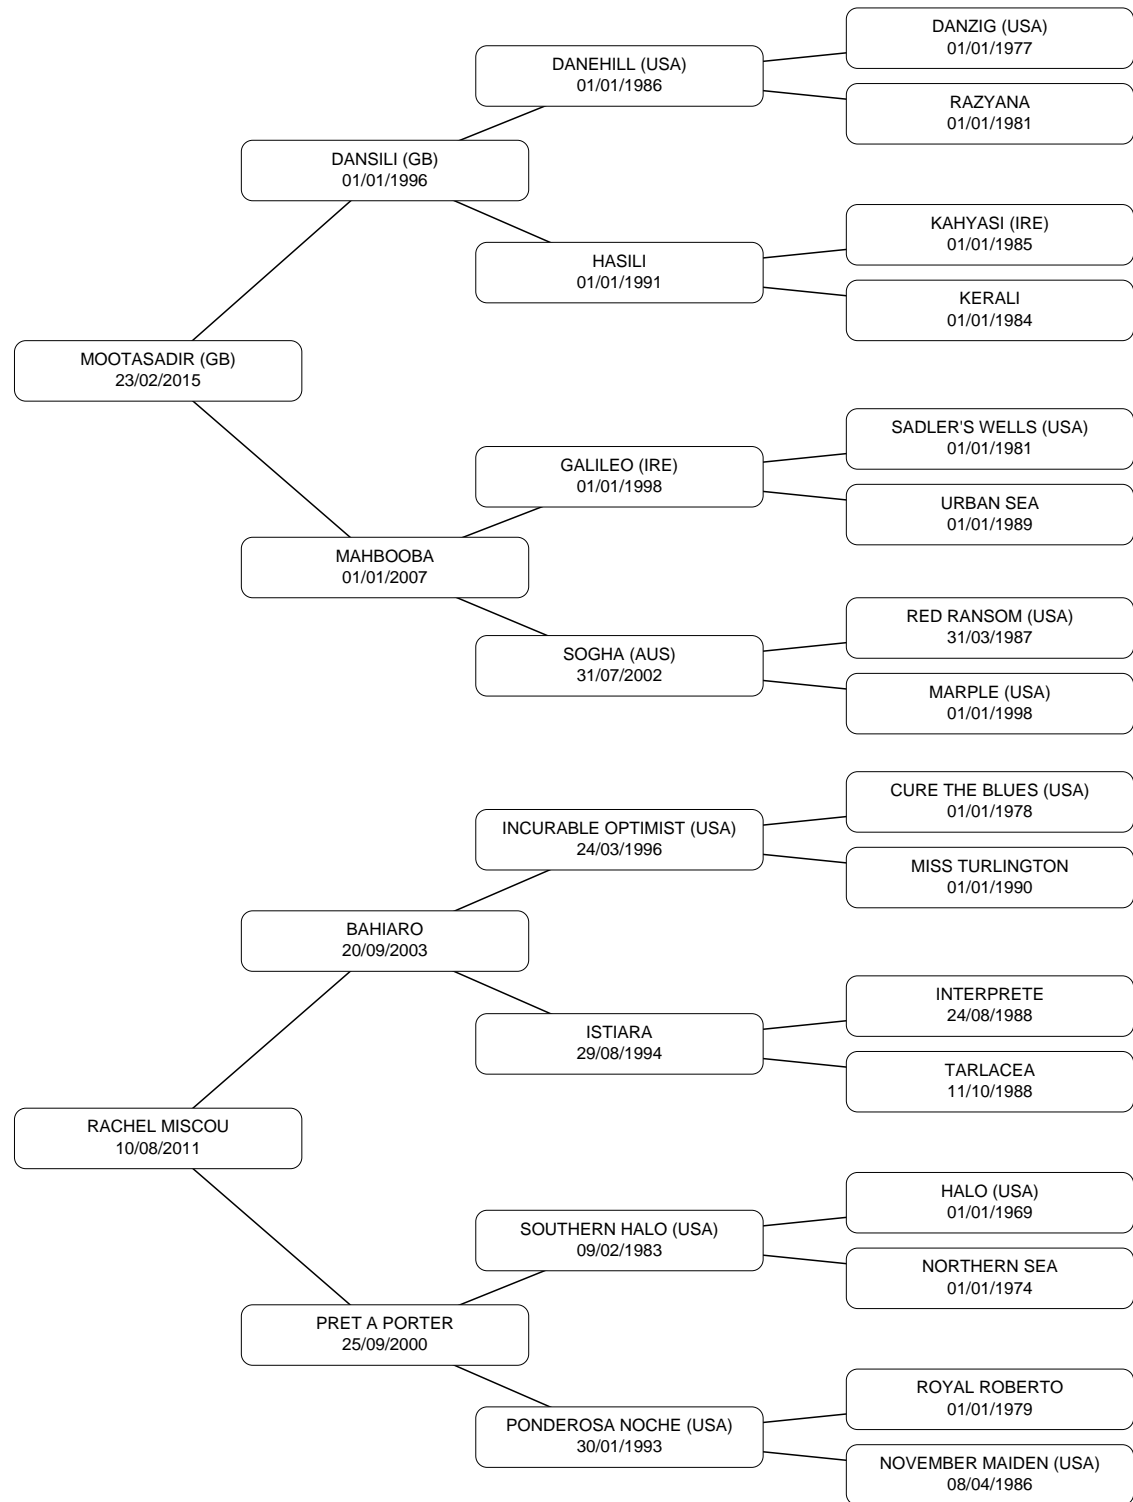 DANZIG (USA)
01/01/1977
DANEHILL (USA)
01/01/1986
RAZYANA
01/01/1981
DANSILI (GB)
01/01/1996
KAHYASI (IRE)
01/01/1985
HASILI
01/01/1991
KERALI
01/01/1984
MOOTASADIR (GB)
23/02/2015
SADLER'S WELLS (USA)
01/01/1981
GALILEO (IRE)
01/01/1998
URBAN SEA
01/01/1989
MAHBOOBA
01/01/2007
RED RANSOM (USA)
31/03/1987
SOGHA (AUS)
31/07/2002
MARPLE (USA)
01/01/1998
CURE THE BLUES (USA)
01/01/1978
INCURABLE OPTIMIST (USA)
24/03/1996
MISS TURLINGTON
01/01/1990
BAHIARO
20/09/2003
INTERPRETE
24/08/1988
ISTIARA
29/08/1994
TARLACEA
11/10/1988
RACHEL MISCOU
10/08/2011
HALO (USA)
01/01/1969
SOUTHERN HALO (USA)
09/02/1983
NORTHERN SEA
01/01/1974
PRET A PORTER
25/09/2000
ROYAL ROBERTO
01/01/1979
PONDEROSA NOCHE (USA)
30/01/1993
NOVEMBER MAIDEN (USA)
08/04/1986